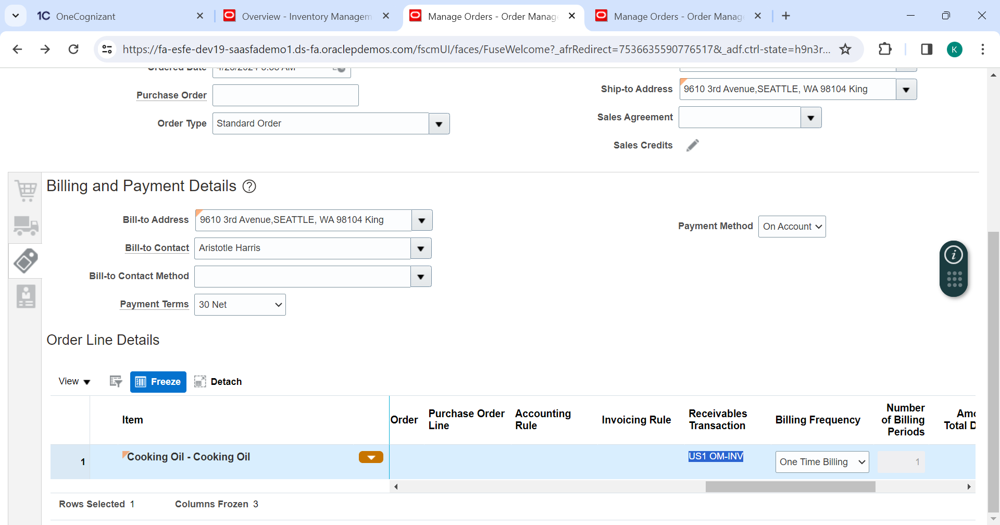 OneCognizant
Overview - Inventory Managem
Manage Orders - Order Manag
Manage Orders - Order Manag
https://fa-esfe-dev19-saasfademo1.ds-fa.oraclepdemos.com/fscmUI/faces/FuseWelcome?_afrRedirect=7536635590776517&_adf.ctrl-state=h9n3r...
K
Ordered Date
Purchase Order
Order Type Standard Order
Ship-to Address 9610 3rd Avenue,SEATTLE, WA 98104 King
Sales Agreement
Sales Credits
Billing and Payment Details
Bill-to Address 9610 3rd Avenue,SEATTLE, WA 98104 King
Bill-to Contact Aristotle Harris
Bill-to Contact Method
Payment Terms 30 Net
Payment Method On Account
Order Line Details
View Freeze Detach
Item
Order
Purchase Order
Line
Accounting
Rule
Invoicing Rule
Receivables
Transaction
Billing Frequency
Number
of Billing
Periods
Amo
Total D
1 Cooking Oil - Cooking Oil US1 OM-INV One Time Billing 1
Rows Selected 1 Columns Frozen 3